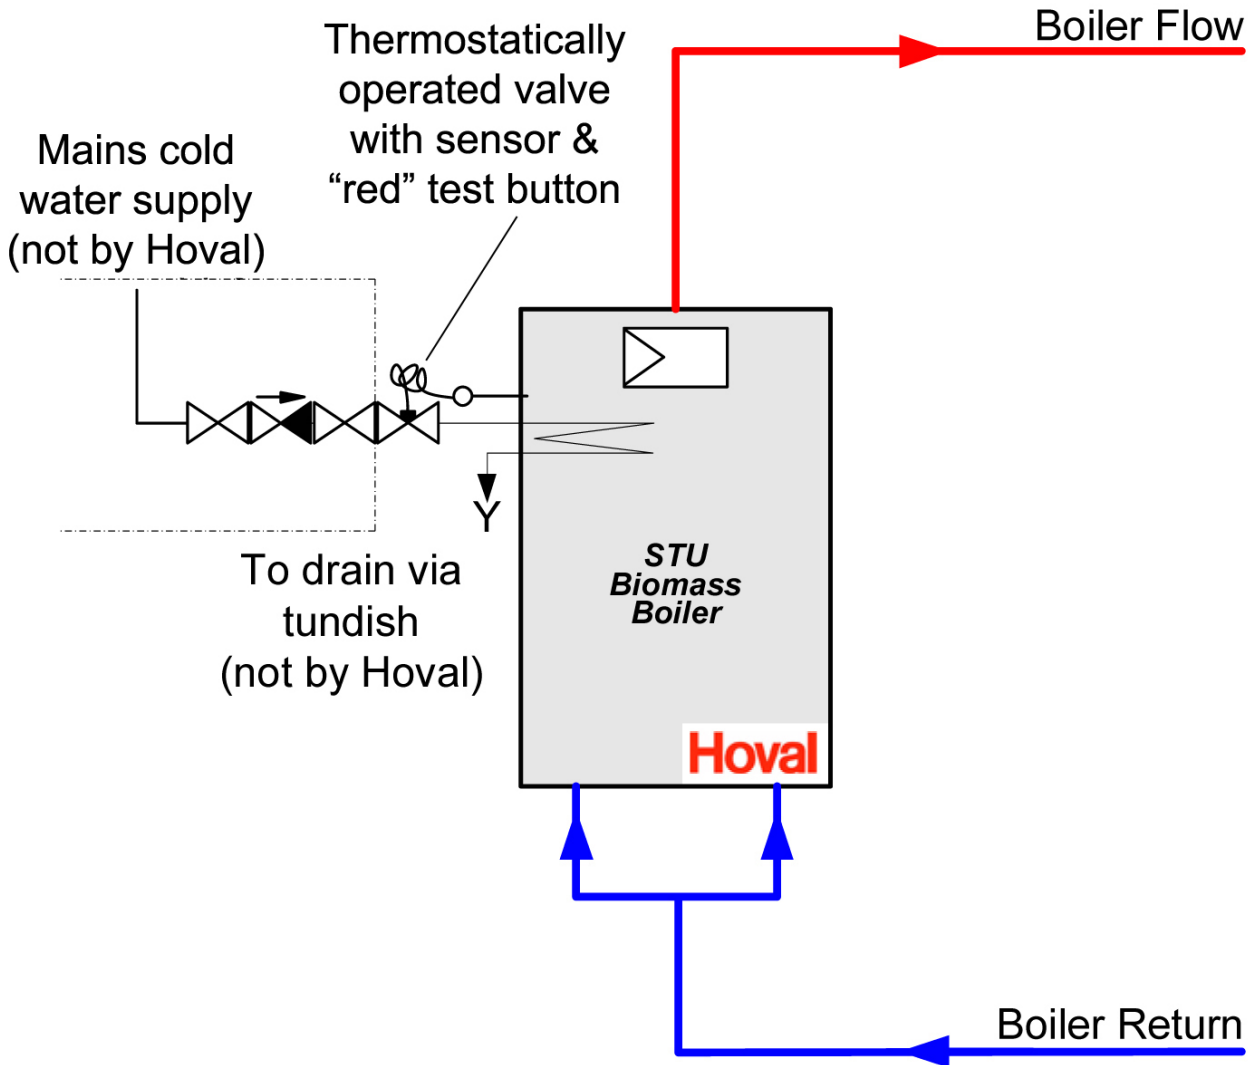 Boiler Flow
Thermostatically
operated valve
with sensor &
“red” test button
Mains cold
water supply
(not by Hoval)
To drain via
tundish
(not by Hoval)
STU
Biomass
Boiler
Hoval
Boiler Return